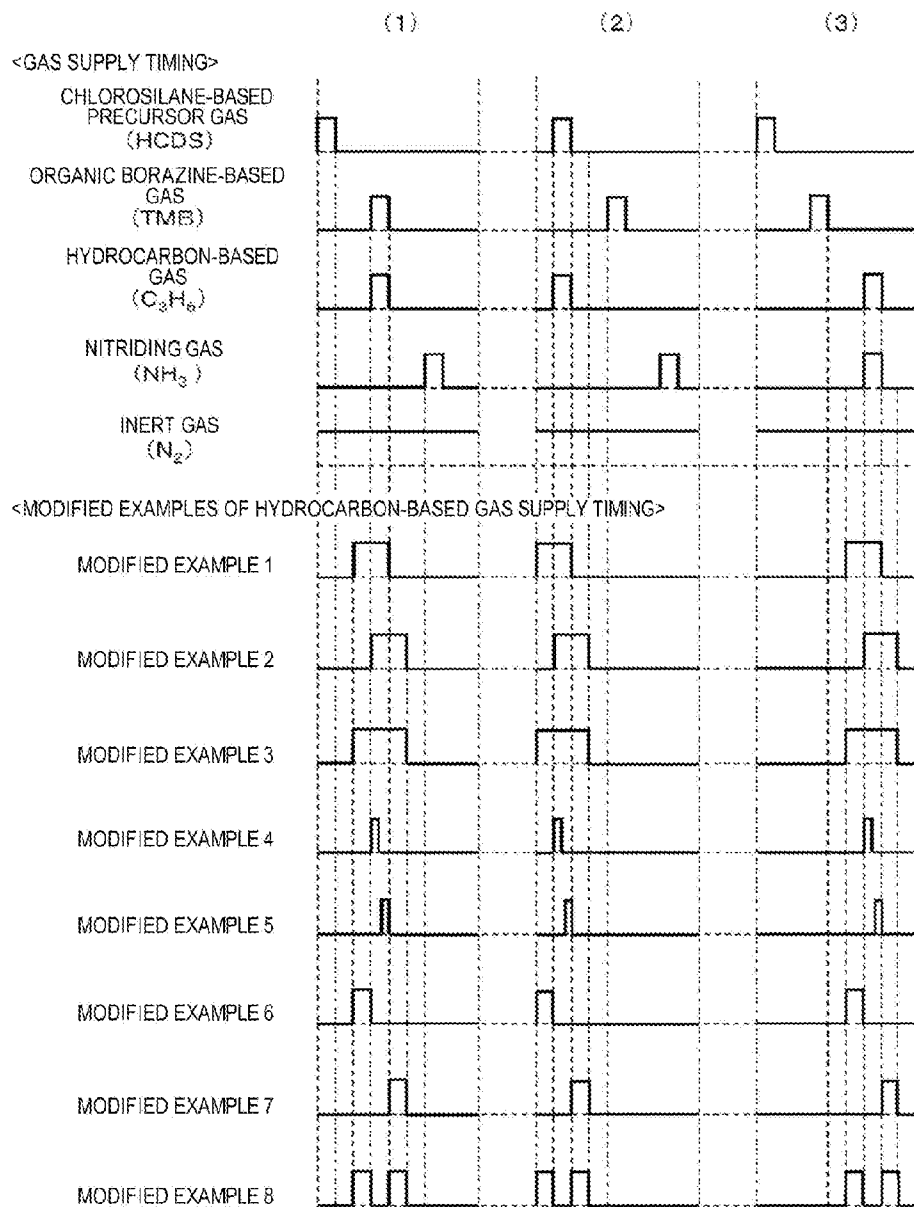 (1) (2) (3)
<GAS SUPPLY TIMING>
CHLOROSILANE-BASED
PRECURSOR GAS
(HCDS)
ORGANIC BORAZINE-BASED
GAS
(TMB)
HYDROCARBON-BASED
GAS
(C₃H₆)
NITRIDING GAS
(NH₃)
INERT GAS
(N₂)
<MODIFIED EXAMPLES OF HYDROCARBON-BASED GAS SUPPLY TIMING>
MODIFIED EXAMPLE 1
MODIFIED EXAMPLE 2
MODIFIED EXAMPLE 3
MODIFIED EXAMPLE 4
MODIFIED EXAMPLE 5
MODIFIED EXAMPLE 6
MODIFIED EXAMPLE 7
MODIFIED EXAMPLE 8